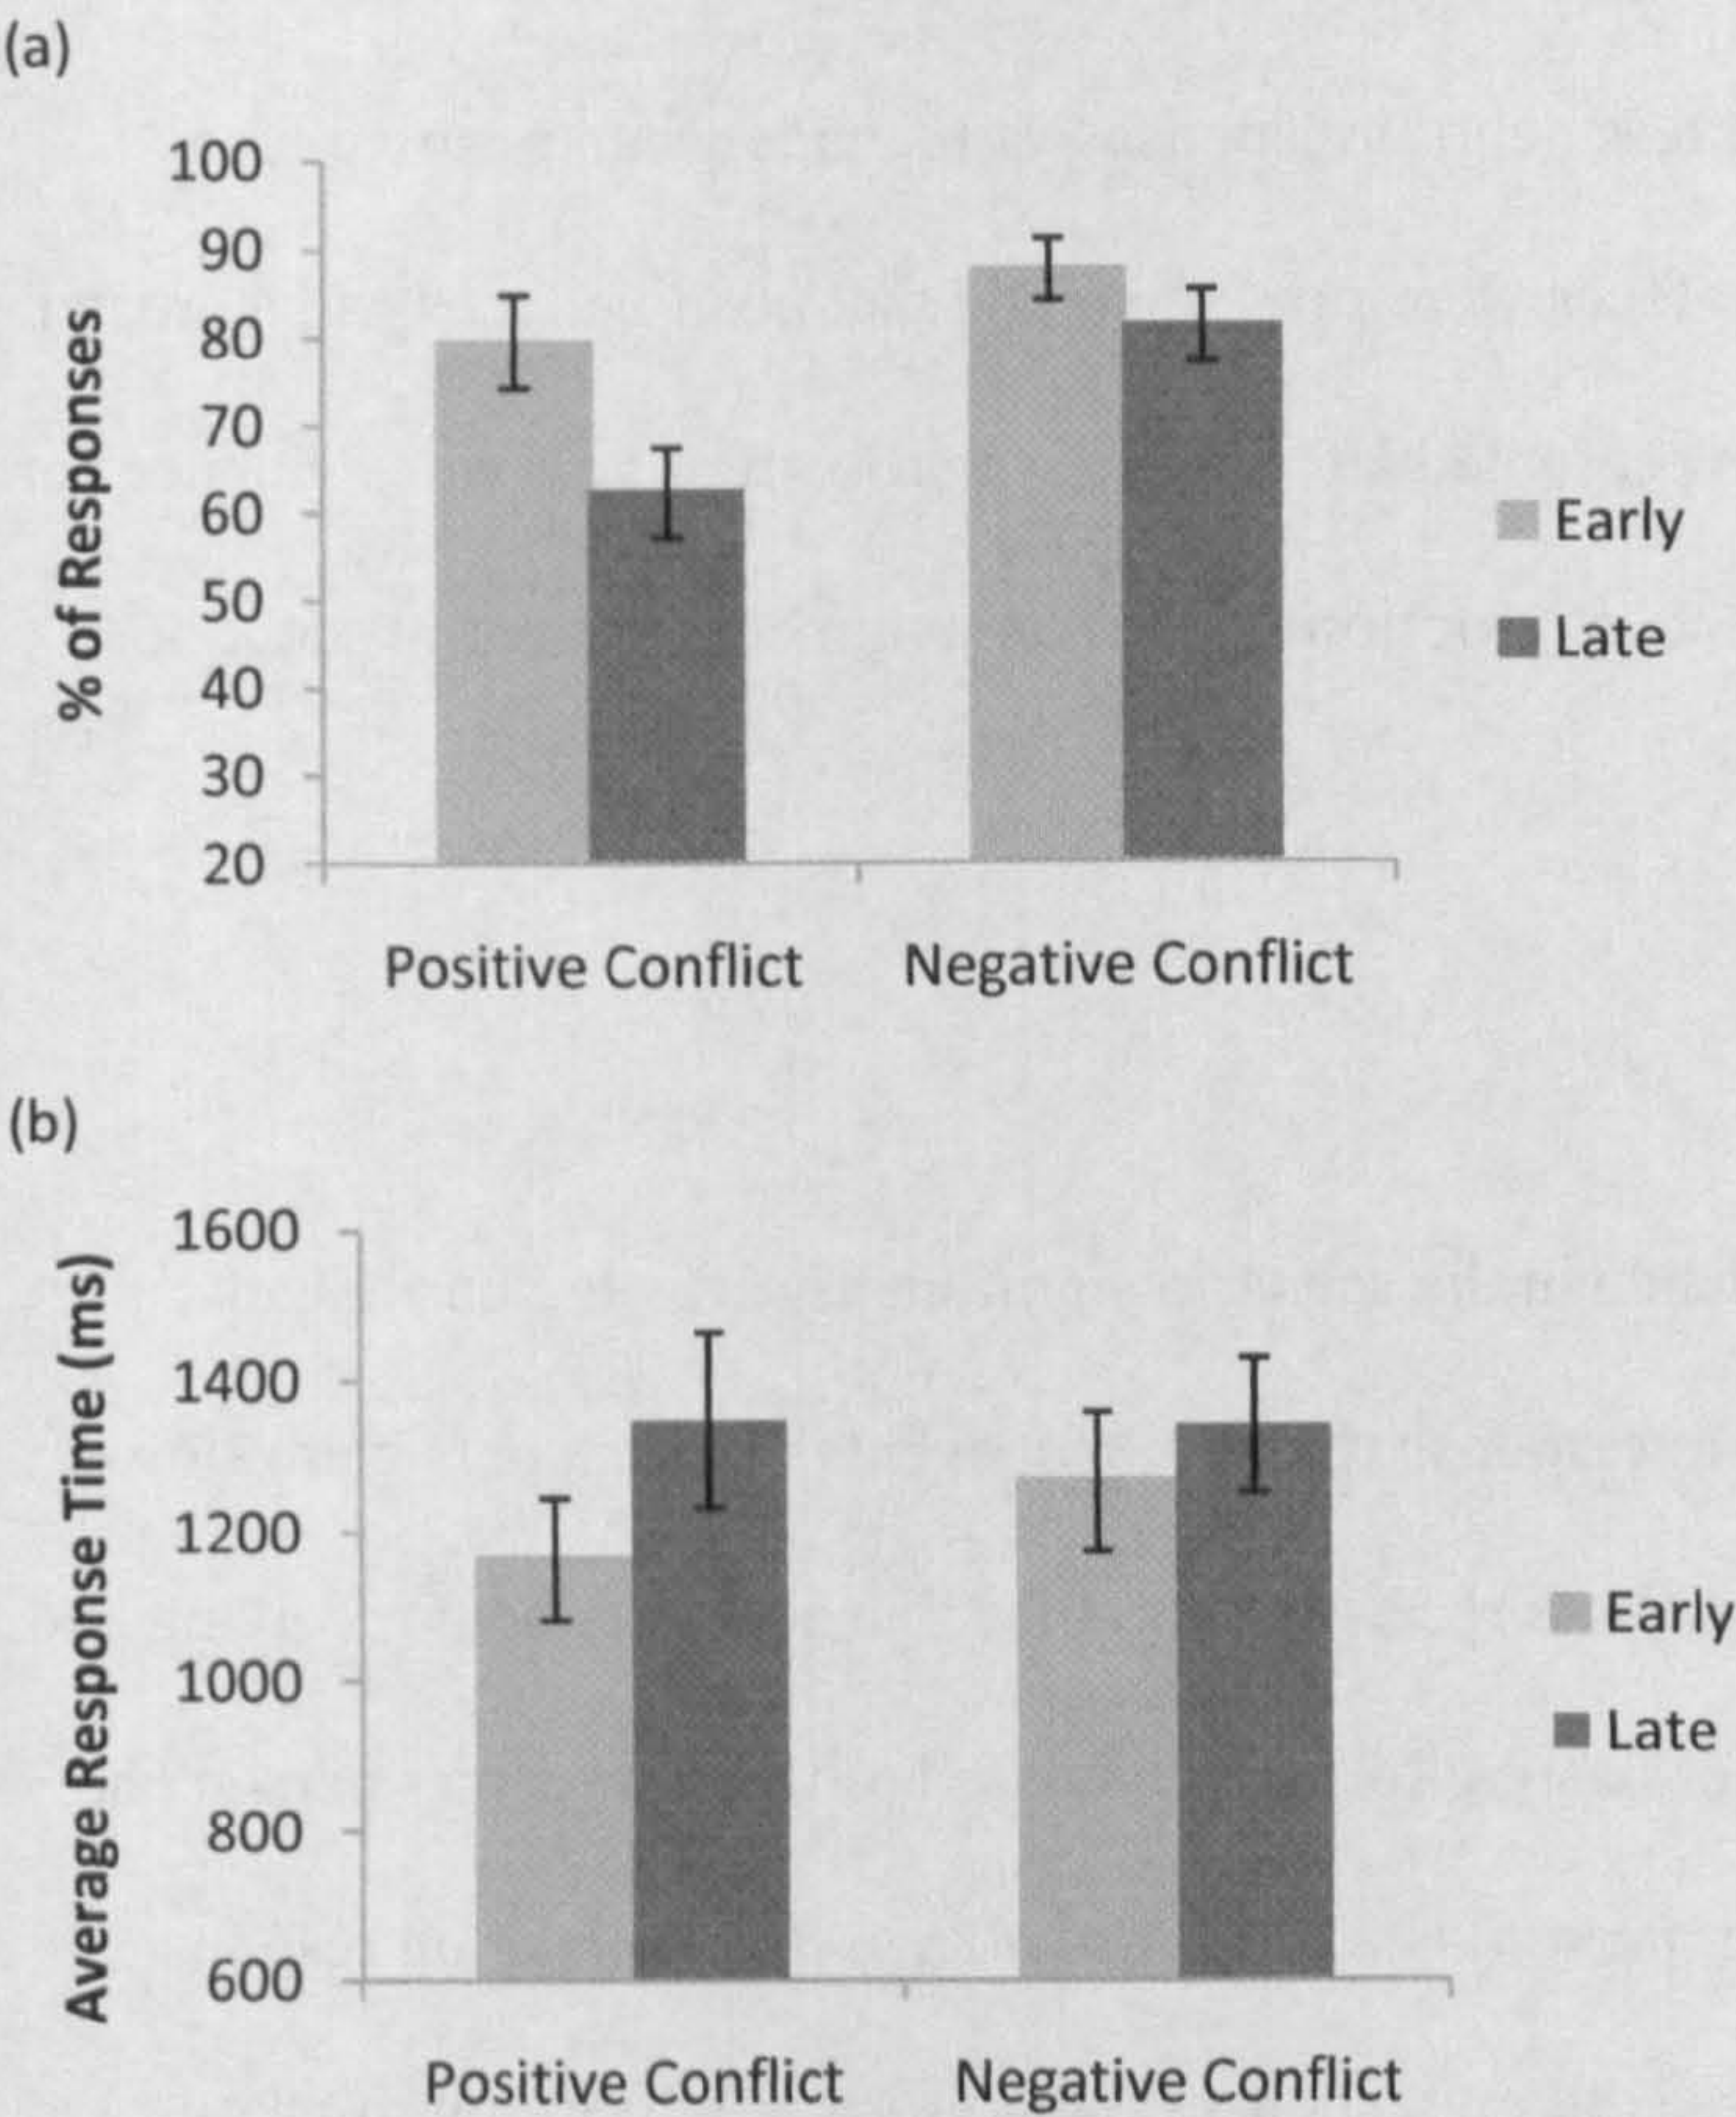 (a)
100
90
80
70
60
50
40
30
20
% of Responses
Early
Late
Positive Conflict
Negative Conflict
(b)
1600
1400
1200
1000
800
600
Average Response Time (ms)
Early
Late
Positive Conflict
Negative Conflict